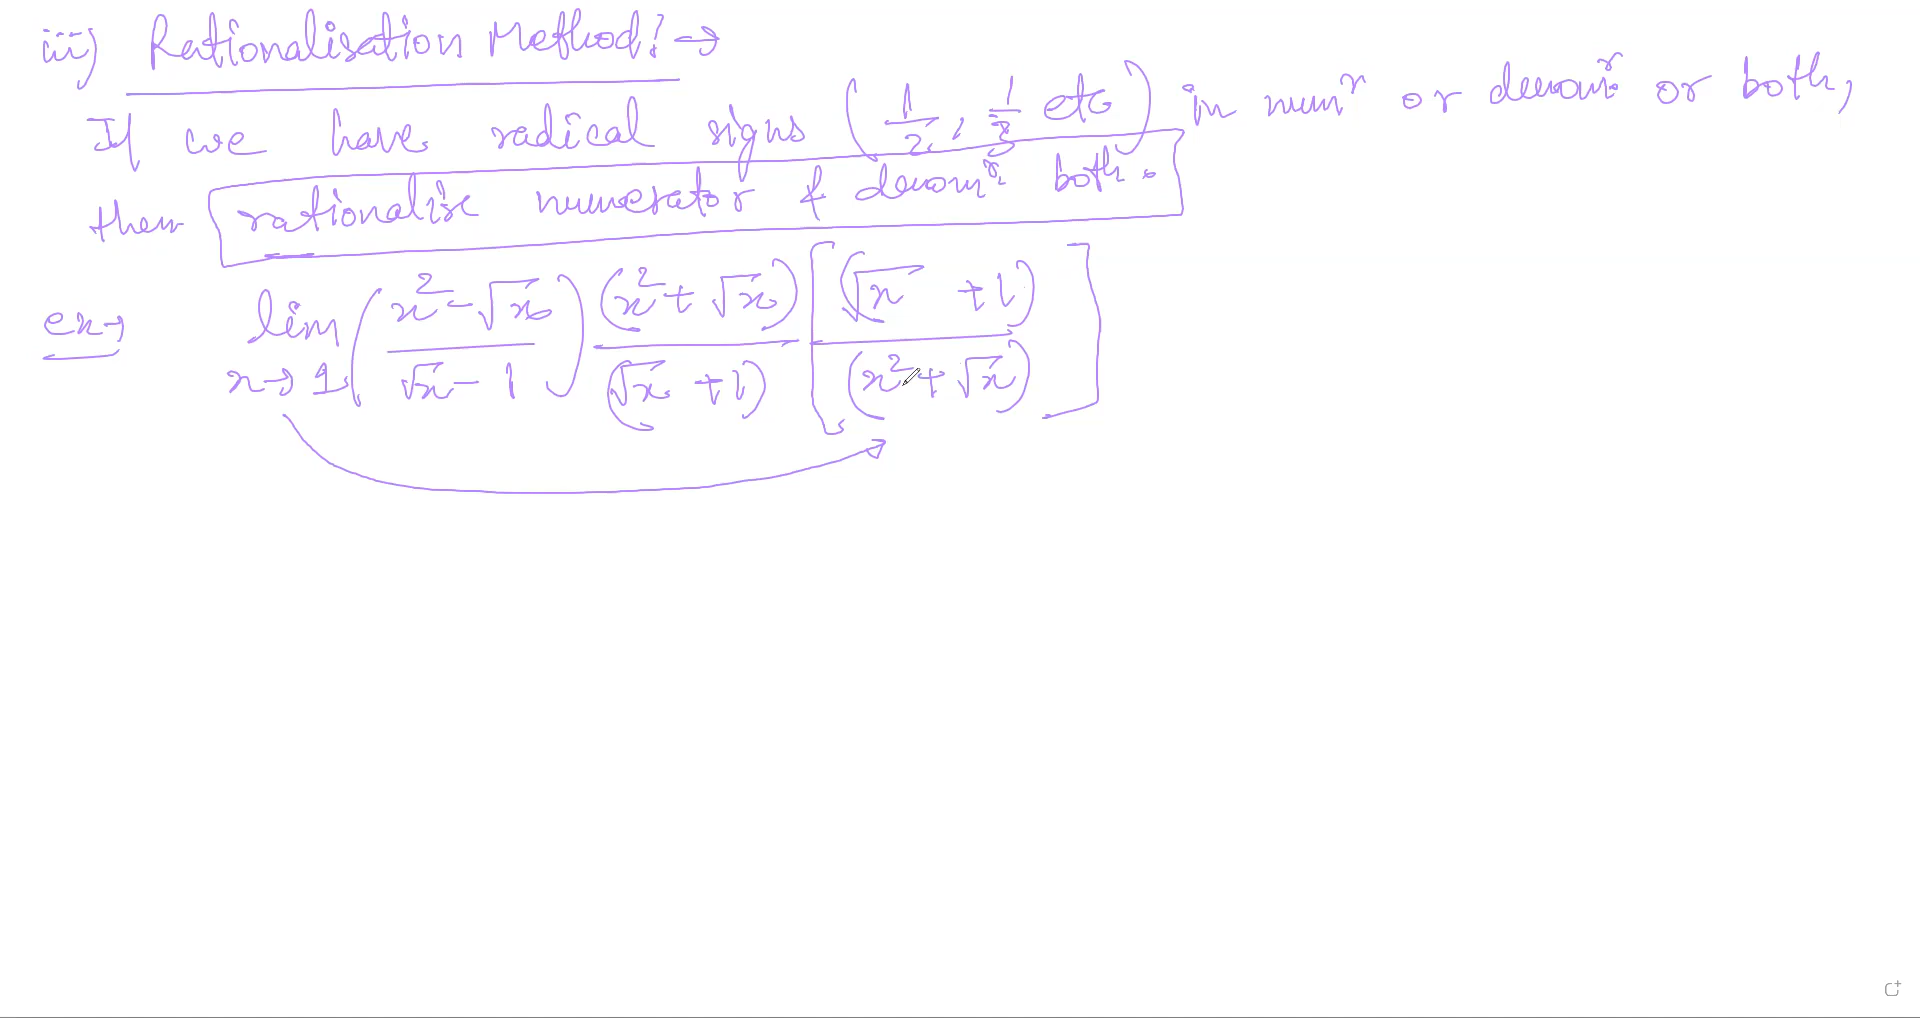 iii) Rationalisation Method! →
If we have radical signs (1/2, 1/3 etc) in numʳ or denomʳ or both,
then rationalise numerator & denomʳ both.
ex→ lim x→1 ((x² - √x)/(√x - 1)) (x² + √x)/(√x + 1) [(√x + 1)/(x² + √x)]